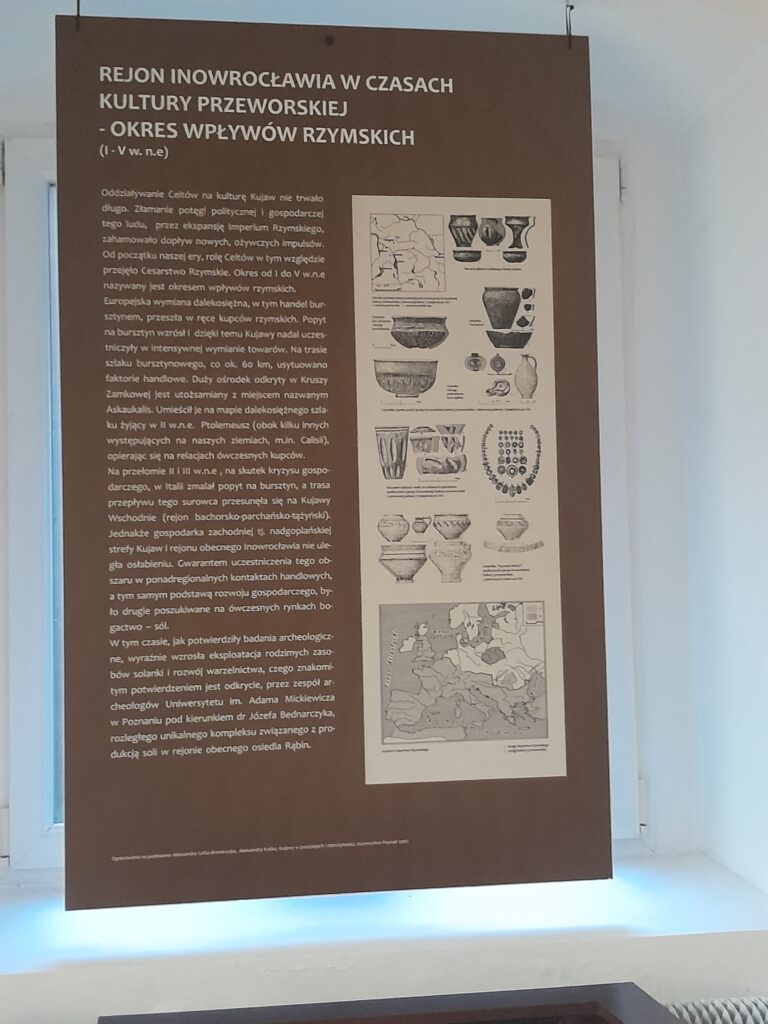 REJON INOWROCŁAWIA W CZASACH
KULTURY PRZEWORSKIEJ
- OKRES WPŁYWÓW RZYMSKICH
(I - V w. n.e)
Oddziaływanie Celtów na kulturę Kujaw nie trwało
długo. Złamanie potęgi politycznej i gospodarczej
tego ludu, przez ekspansję Imperium Rzymskiego,
zahamowało dopływ nowych, ożywczych impulsów.
Od początku naszej ery, rolę Celtów w tym względzie
przejęło Cesarstwo Rzymskie. Okres od I do V w.n.e
nazywany jest okresem wpływów rzymskich.
Europejska wymiana dalekosiężna, w tym handel bur-
sztynem, przeszła w ręce kupców rzymskich. Popyt
na bursztyn wzrósł i dzięki temu Kujawy nadal uczes-
tniczyły w intensywnej wymianie towarów. Na trasie
szlaku bursztynowego, co ok. 60 km, usytuowano
faktorie handlowe. Duży ośrodek odkryty w Kruszy
Zamkowej jest utożsamiany z miejscem nazwanym
Askaukalis. Umieścił je na mapie dalekosiężnego szla-
ku żyjący w II w.n.e. Ptolemeusz (obok kilku innych
występujących na naszych ziemiach, m.in. Calisii),
opierając się na relacjach ówczesnych kupców.
Na przełomie II i III w.n.e , na skutek kryzysu gospo-
darczego, w Italii zmalał popyt na bursztyn, a trasa
przepływu tego surowca przesunęła się na Kujawy
Wschodnie (rejon bachorsko-parchańsko-tążyński).
Jednakże gospodarka zachodniej tj. nadgoplańskiej
strefy Kujaw i rejonu obecnego Inowrocławia nie ule-
gła osłabieniu. Gwarantem uczestniczenia tego ob-
szaru w ponadregionalnych kontaktach handlowych,
a tym samym podstawą rozwoju gospodarczego, by-
ło drugie poszukiwane na ówczesnych rynkach bo-
gactwo – sól.
W tym czasie, jak potwierdziły badania archeologicz-
ne, wyraźnie wzrosła eksploatacja rodzimych zaso-
bów solanki i rozwój warzelnictwa, czego znakomi-
tym potwierdzeniem jest odkrycie, przez zespół ar-
cheologów Uniwersytetu im. Adama Mickiewicza
w Poznaniu pod kierunkiem dr Józefa Bednarczyka,
rozległego unikalnego kompleksu związanego z pro-
dukcją soli w rejonie obecnego osiedla Rąbin.